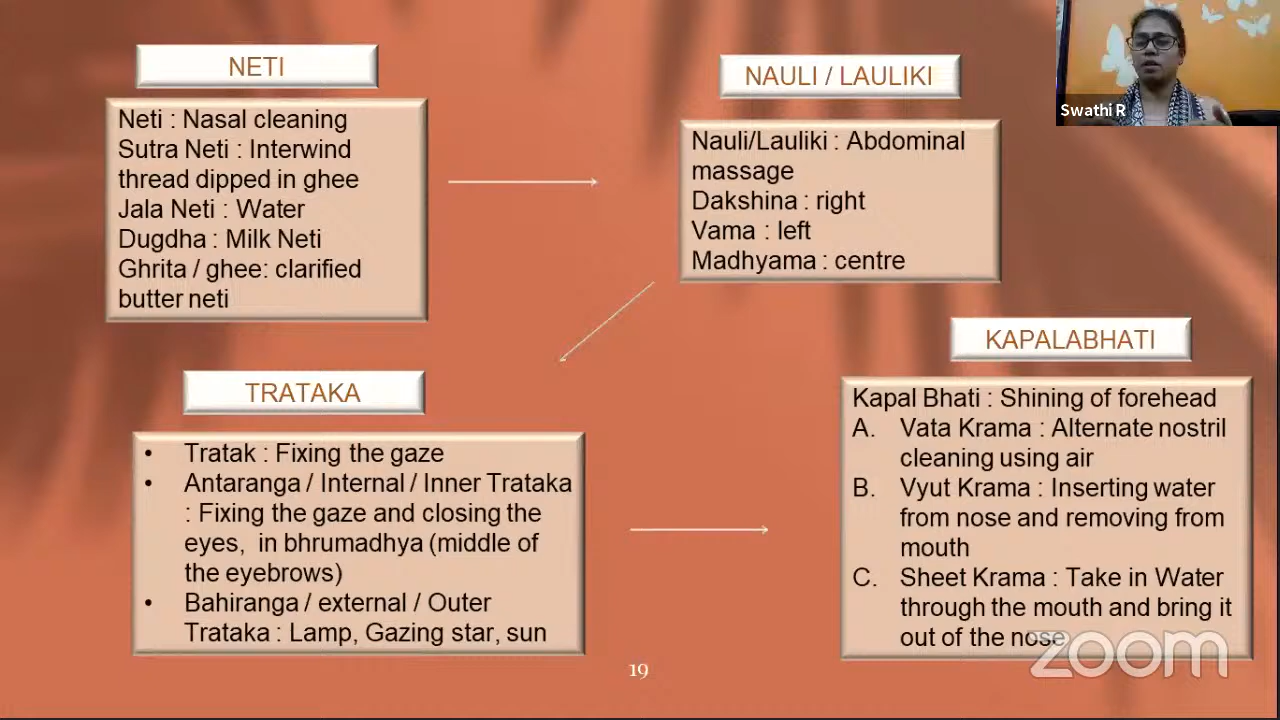 NETI
Neti : Nasal cleaning
Sutra Neti : Interwind
thread dipped in ghee
Jala Neti : Water
Dugdha : Milk Neti
Ghrita / ghee: clarified
butter neti
NAULI / LAULIKI
Nauli/Lauliki : Abdominal
massage
Dakshina : right
Vama : left
Madhyama : centre
Swathi R
TRATAKA
• Tratak : Fixing the gaze
• Antaranga / Internal / Inner Trataka
: Fixing the gaze and closing the
eyes, in bhrumadhya (middle of
the eyebrows)
• Bahiranga / external / Outer
Trataka : Lamp, Gazing star, sun
KAPALABHATI
Kapal Bhati : Shining of forehead
A. Vata Krama : Alternate nostril
cleaning using air
B. Vyut Krama : Inserting water
from nose and removing from
mouth
C. Sheet Krama : Take in Water
through the mouth and bring it
out of the nose
zoom
19